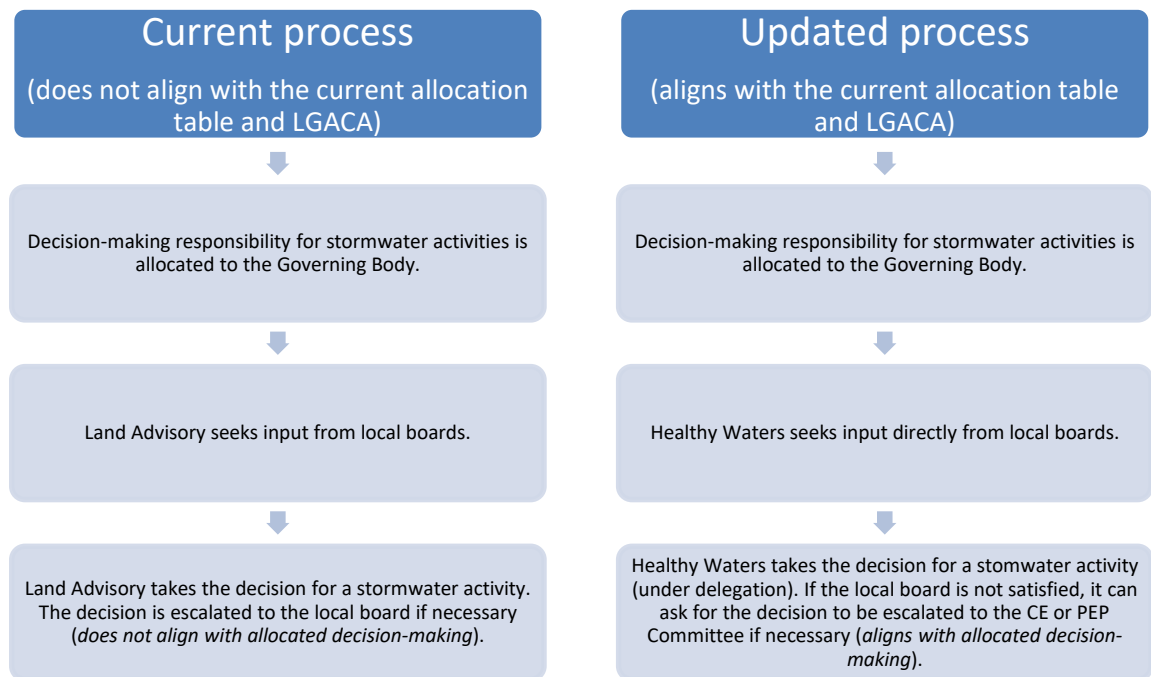 Current process
(does not align with the current allocation
table and LGACA)
Decision-making responsibility for stormwater activities is
allocated to the Governing Body.
Land Advisory seeks input from local boards.
Land Advisory takes the decision for a stormwater activity.
The decision is escalated to the local board if necessary
(does not align with allocated decision-making).
Updated process
(aligns with the current allocation table
and LGACA)
Decision-making responsibility for stormwater activities is
allocated to the Governing Body.
Healthy Waters seeks input directly from local boards.
Healthy Waters takes the decision for a stomwater activity
(under delegation). If the local board is not satisfied, it can
ask for the decision to be escalated to the CE or PEP
Committee if necessary (aligns with allocated decision-
making).